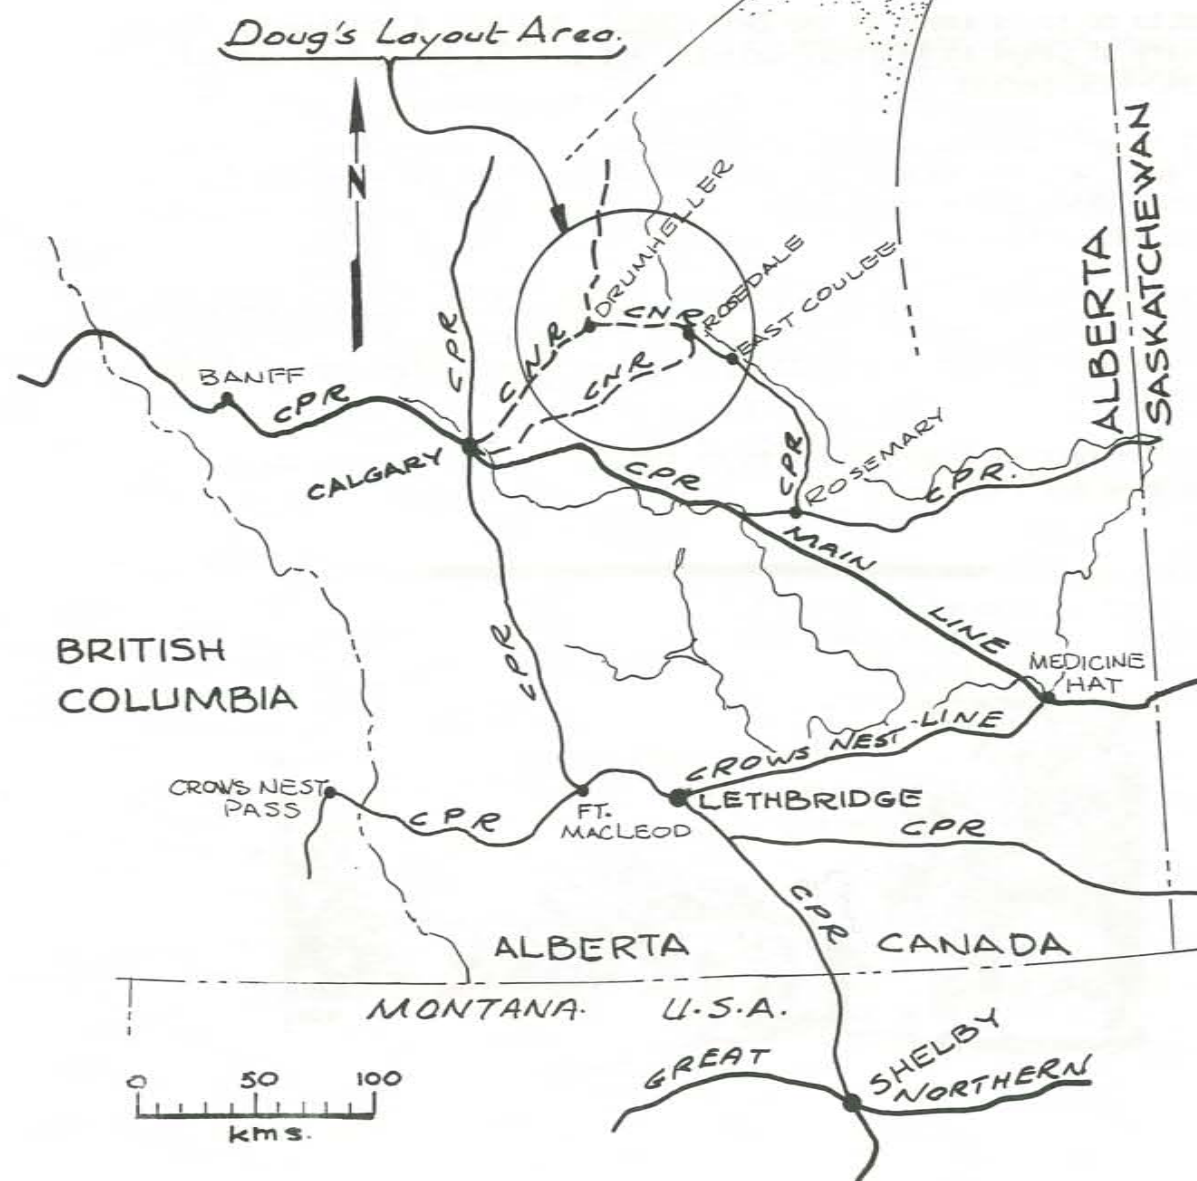 Doug's Layout Area.
N
ALBERTA
SASKATCHEWAN
DRUMHELLER
ROSEDALE
EAST COULEE
CNR
CNR
CNR
CPR
BANFF
CPR
CALGARY
CPR
CPR
ROSEMARY
CPR.
MAIN
LINE
CPR
BRITISH
COLUMBIA
MEDICINE
HAT
CROWS NEST LINE
CROWS NEST
PASS
CPR
FT.
MACLEOD
LETHBRIDGE
CPR
CPR
ALBERTA
CANADA
MONTANA. U.S.A.
GREAT
SHELBY
NORTHERN
0 50 100
kms.